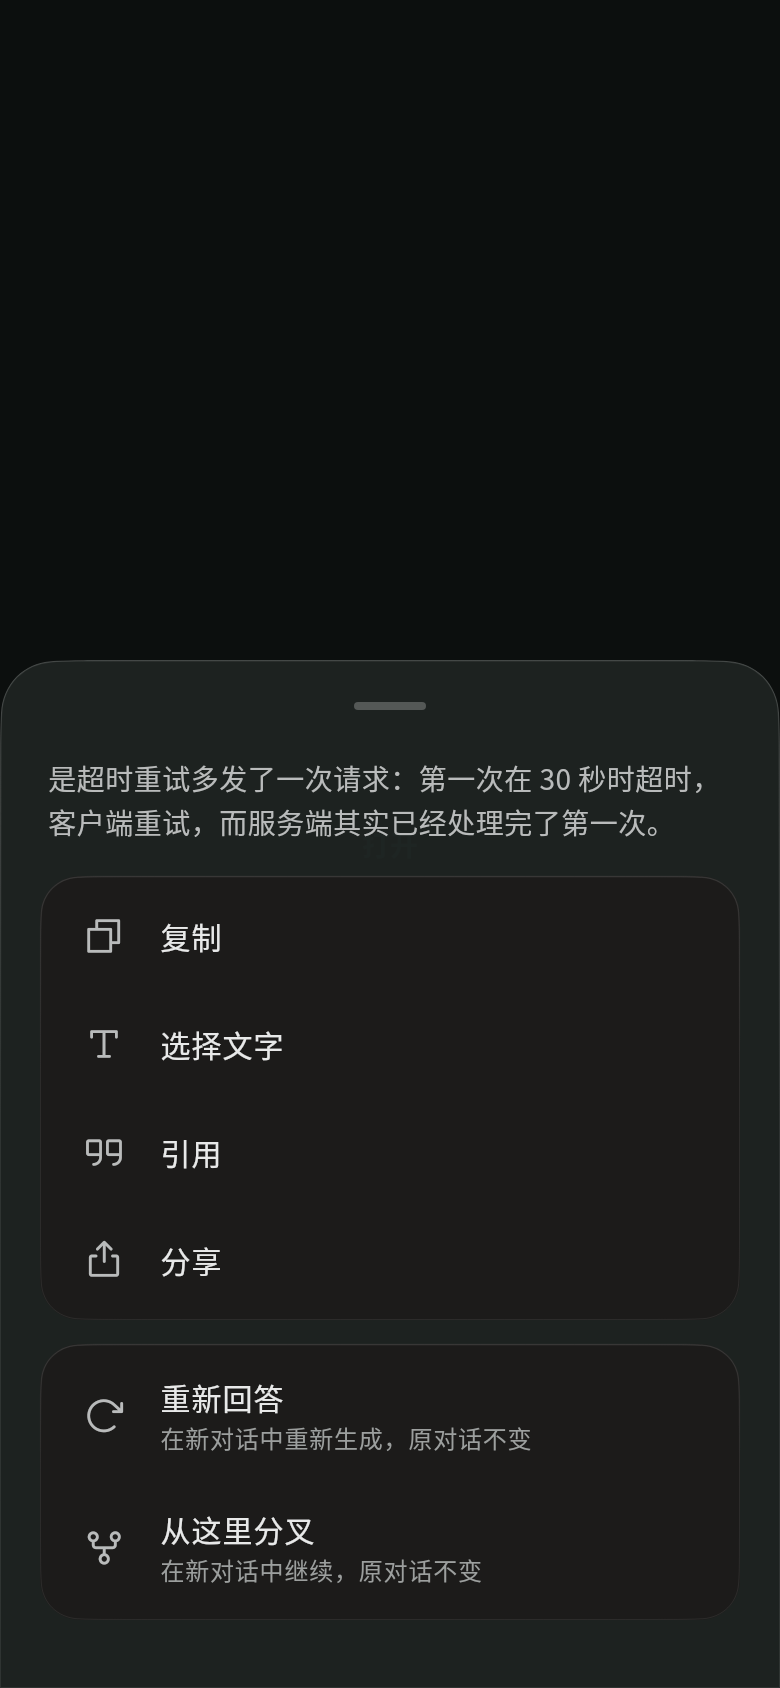 是超时重试多发了一次请求：第一次在 30 秒时超时，
客户端重试，而服务端其实已经处理完了第一次。
打开
复制
选择文字
引用
分享
重新回答
在新对话中重新生成，原对话不变
从这里分叉
在新对话中继续，原对话不变